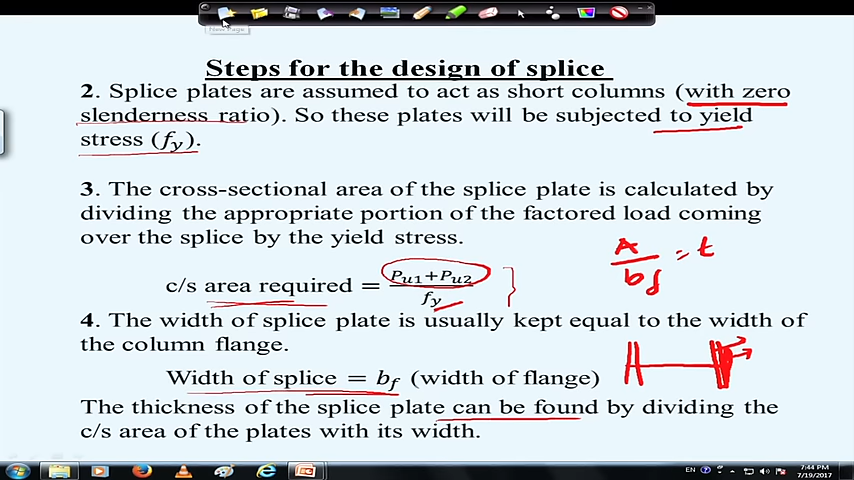 New Page
Steps for the design of splice
2. Splice plates are assumed to act as short columns (with zero
slenderness ratio). So these plates will be subjected to yield
stress (fy).
3. The cross-sectional area of the splice plate is calculated by
dividing the appropriate portion of the factored load coming
over the splice by the yield stress.
A/bf = t
c/s area required = Pu1+Pu2/fy
4. The width of splice plate is usually kept equal to the width of
the column flange.
Width of splice = bf (width of flange)
The thickness of the splice plate can be found by dividing the
c/s area of the plates with its width.
EN
7:44 PM
7/19/2017